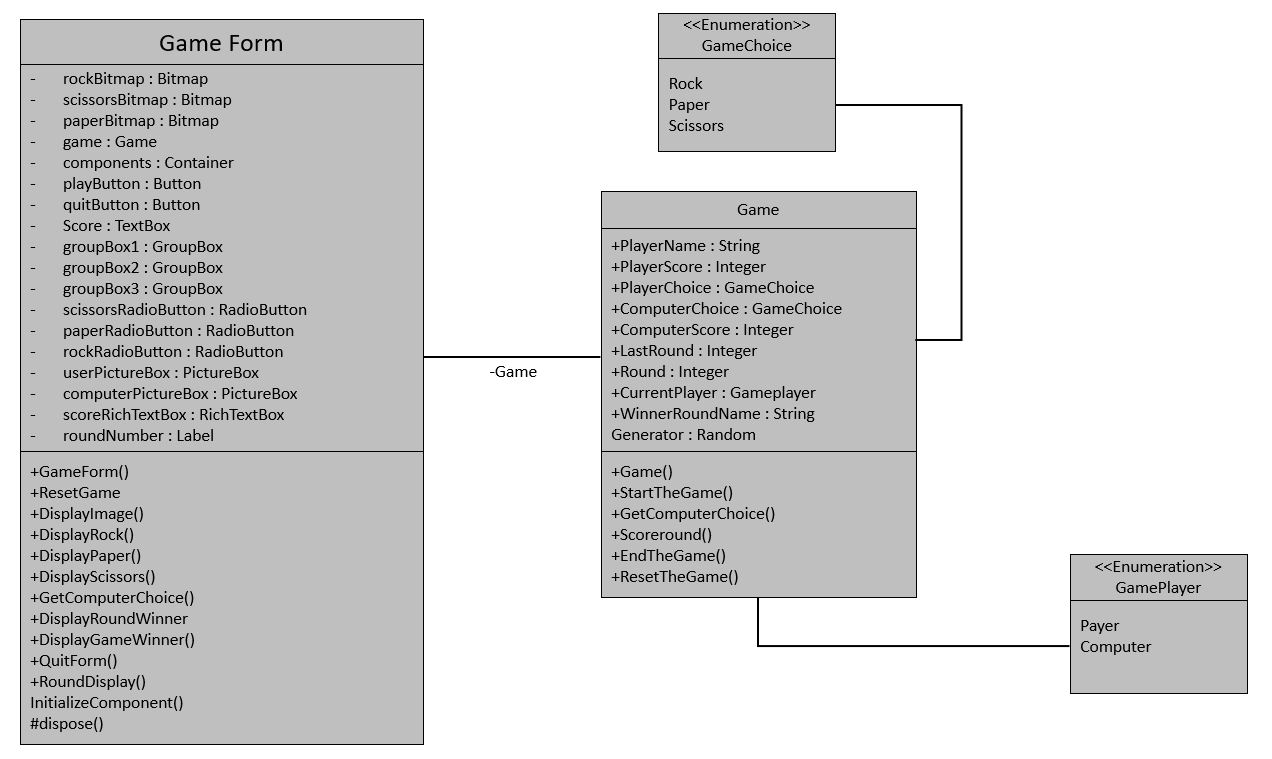 Game Form
- rockBitmap : Bitmap
- scissorsBitmap : Bitmap
- paperBitmap : Bitmap
- game : Game
- components : Container
- playButton : Button
- quitButton : Button
- Score : TextBox
- groupBox1 : GroupBox
- groupBox2 : GroupBox
- groupBox3 : GroupBox
- scissorsRadioButton : RadioButton
- paperRadioButton : RadioButton
- rockRadioButton : RadioButton
- userPictureBox : PictureBox
- computerPictureBox : PictureBox
- scoreRichTextBox : RichTextBox
- roundNumber : Label
+GameForm()
+ResetGame
+DisplayImage()
+DisplayRock()
+DisplayPaper()
+DisplayScissors()
+GetComputerChoice()
+DisplayRoundWinner
+DisplayGameWinner()
+QuitForm()
+RoundDisplay()
InitializeComponent()
#dispose()
-Game
<<Enumeration>>
GameChoice
Rock
Paper
Scissors
Game
+PlayerName : String
+PlayerScore : Integer
+PlayerChoice : GameChoice
+ComputerChoice : GameChoice
+ComputerScore : Integer
+LastRound : Integer
+Round : Integer
+CurrentPlayer : Gameplayer
+WinnerRoundName : String
Generator : Random
+Game()
+StartTheGame()
+GetComputerChoice()
+Scoreround()
+EndTheGame()
+ResetTheGame()
<<Enumeration>>
GamePlayer
Payer
Computer